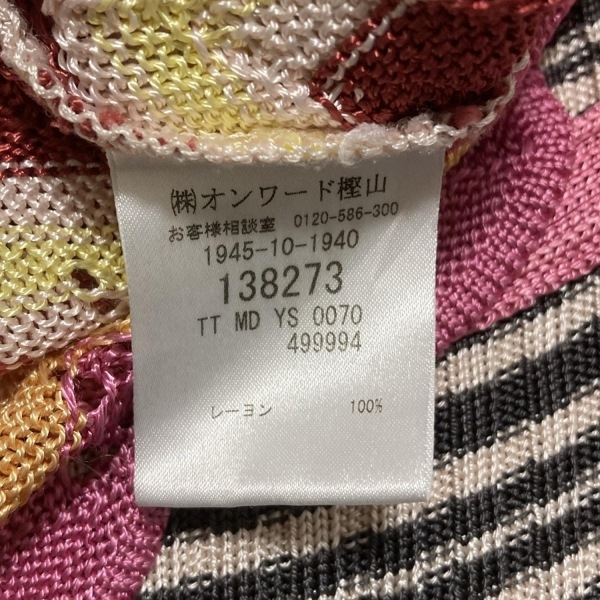 ㈱オンワード樫山
お客様相談室 0120-586-300
1945-10-1940
138273
TT MD YS 0070
499994
レーヨン 100%